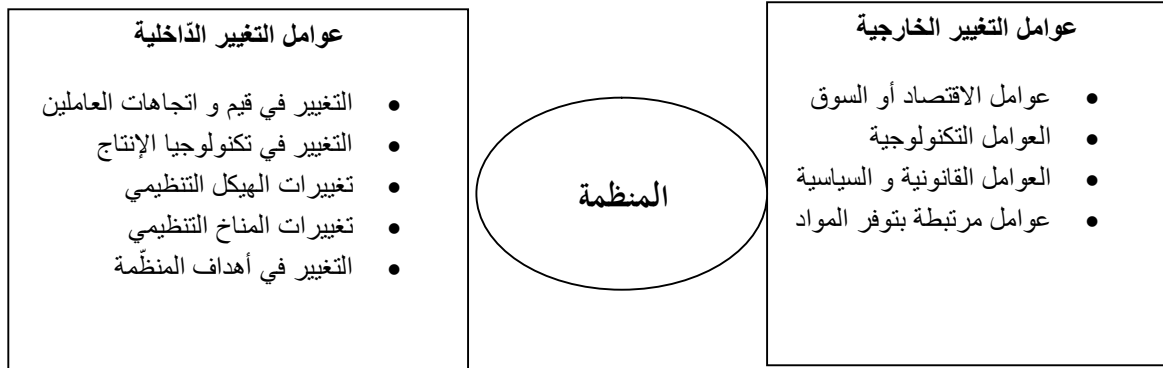 عوامل التغيير الخارجية
• عوامل الاقتصاد أو السوق
• العوامل التكنولوجية
• العوامل القانونية و السياسية
• عوامل مرتبطة بتوفر المواد
المنظمة
عوامل التغيير الدّاخلية
• التغيير في قيم و اتجاهات العاملين
• التغيير في تكنولوجيا الإنتاج
• تغييرات الهيكل التنظيمي
• تغييرات المناخ التنظيمي
• التغيير في أهداف المنظّمة